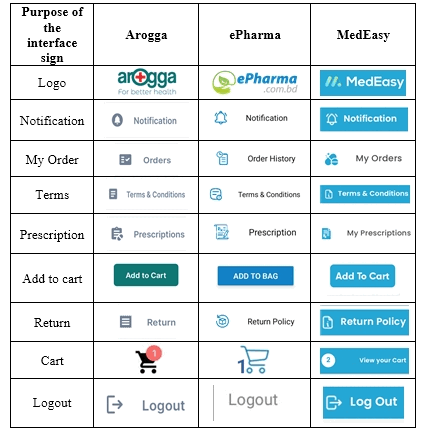 Purpose of the interface sign Arogga ePharma MedEasy
Logo arogga For better health ePharma .com.bd MedEasy
Notification Notification Notification Notification
My Order Orders Order History My Orders
Terms Terms & Conditions Terms & Conditions Terms & Conditions
Prescription Prescriptions Prescription My Prescriptions
Add to cart Add to Cart ADD TO BAG Add To Cart
Return Return Return Policy Return Policy
Cart 1 1 2 View your Cart
Logout Logout Logout Log Out